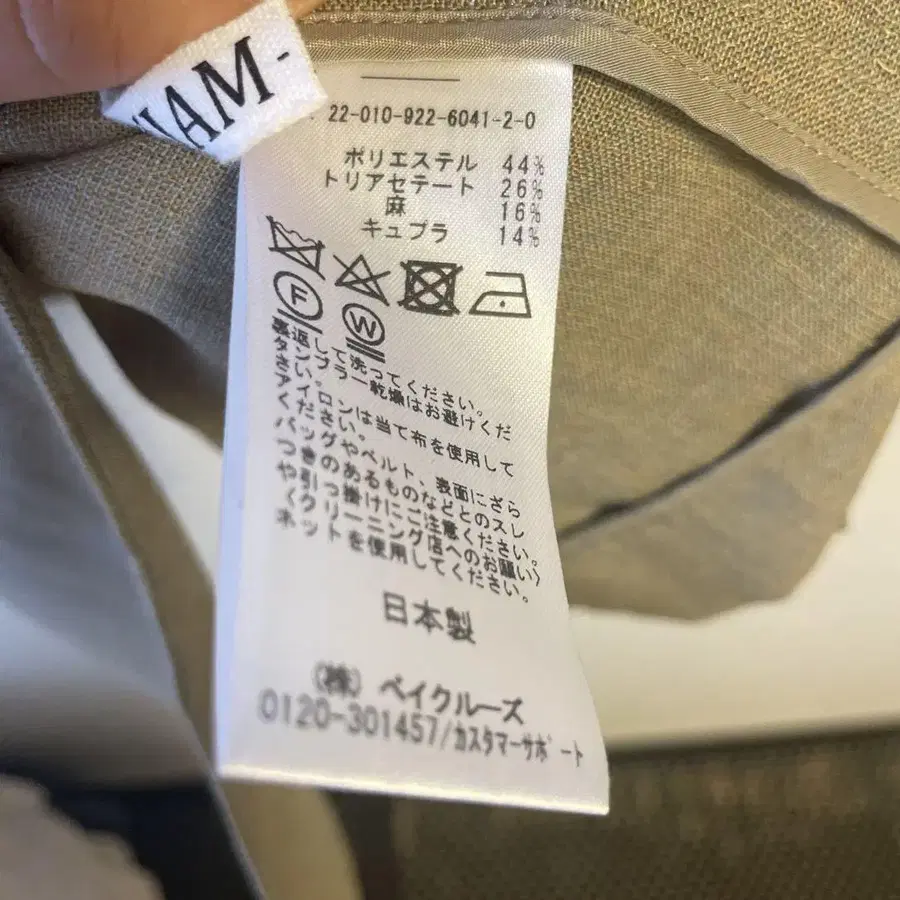 IAM-
22-010-922-6041-2-0
ポリエステル 44%
トリアセテート 26%
麻 16%
キュプラ 14%
F
W
裏返して洗ってください。
タンブラー乾燥はお避けくだ
さい。
アイロンは当て布を使用して
ください。
バッグやベルト、表面にざら
つきのあるものなどとのスレ
や引っ掛けにご注意ください。
〈クリーニング店へのお願い〉
ネットを使用してください。
日本製
(株) ベイクルーズ
0120-301457/カスタマーサポート